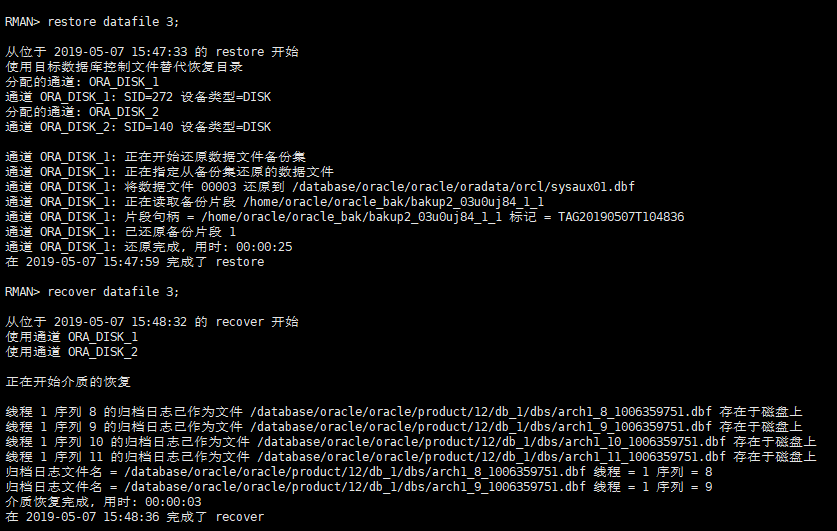 RMAN> restore datafile 3;
从位于 2019-05-07 15:47:33 的 restore 开始
使用目标数据库控制文件替代恢复目录
分配的通道: ORA_DISK_1
通道 ORA_DISK_1: SID=272 设备类型=DISK
分配的通道: ORA_DISK_2
通道 ORA_DISK_2: SID=140 设备类型=DISK
通道 ORA_DISK_1: 正在开始还原数据文件备份集
通道 ORA_DISK_1: 正在指定从备份集还原的数据文件
通道 ORA_DISK_1: 将数据文件 00003 还原到 /database/oracle/oracle/oradata/orcl/sysaux01.dbf
通道 ORA_DISK_1: 正在读取备份片段 /home/oracle/oracle_bak/bakup2_03u0uj84_1_1
通道 ORA_DISK_1: 片段句柄 = /home/oracle/oracle_bak/bakup2_03u0uj84_1_1 标记 = TAG20190507T104836
通道 ORA_DISK_1: 已还原备份片段 1
通道 ORA_DISK_1: 还原完成, 用时: 00:00:25
在 2019-05-07 15:47:59 完成了 restore
RMAN> recover datafile 3;
从位于 2019-05-07 15:48:32 的 recover 开始
使用通道 ORA_DISK_1
使用通道 ORA_DISK_2
正在开始介质的恢复
线程 1 序列 8 的归档日志已作为文件 /database/oracle/oracle/product/12/db_1/dbs/arch1_8_1006359751.dbf 存在于磁盘上
线程 1 序列 9 的归档日志已作为文件 /database/oracle/oracle/product/12/db_1/dbs/arch1_9_1006359751.dbf 存在于磁盘上
线程 1 序列 10 的归档日志已作为文件 /database/oracle/oracle/product/12/db_1/dbs/arch1_10_1006359751.dbf 存在于磁盘上
线程 1 序列 11 的归档日志已作为文件 /database/oracle/oracle/product/12/db_1/dbs/arch1_11_1006359751.dbf 存在于磁盘上
归档日志文件名 = /database/oracle/oracle/product/12/db_1/dbs/arch1_8_1006359751.dbf 线程 = 1 序列 = 8
归档日志文件名 = /database/oracle/oracle/product/12/db_1/dbs/arch1_9_1006359751.dbf 线程 = 1 序列 = 9
介质恢复完成, 用时: 00:00:03
在 2019-05-07 15:48:36 完成了 recover